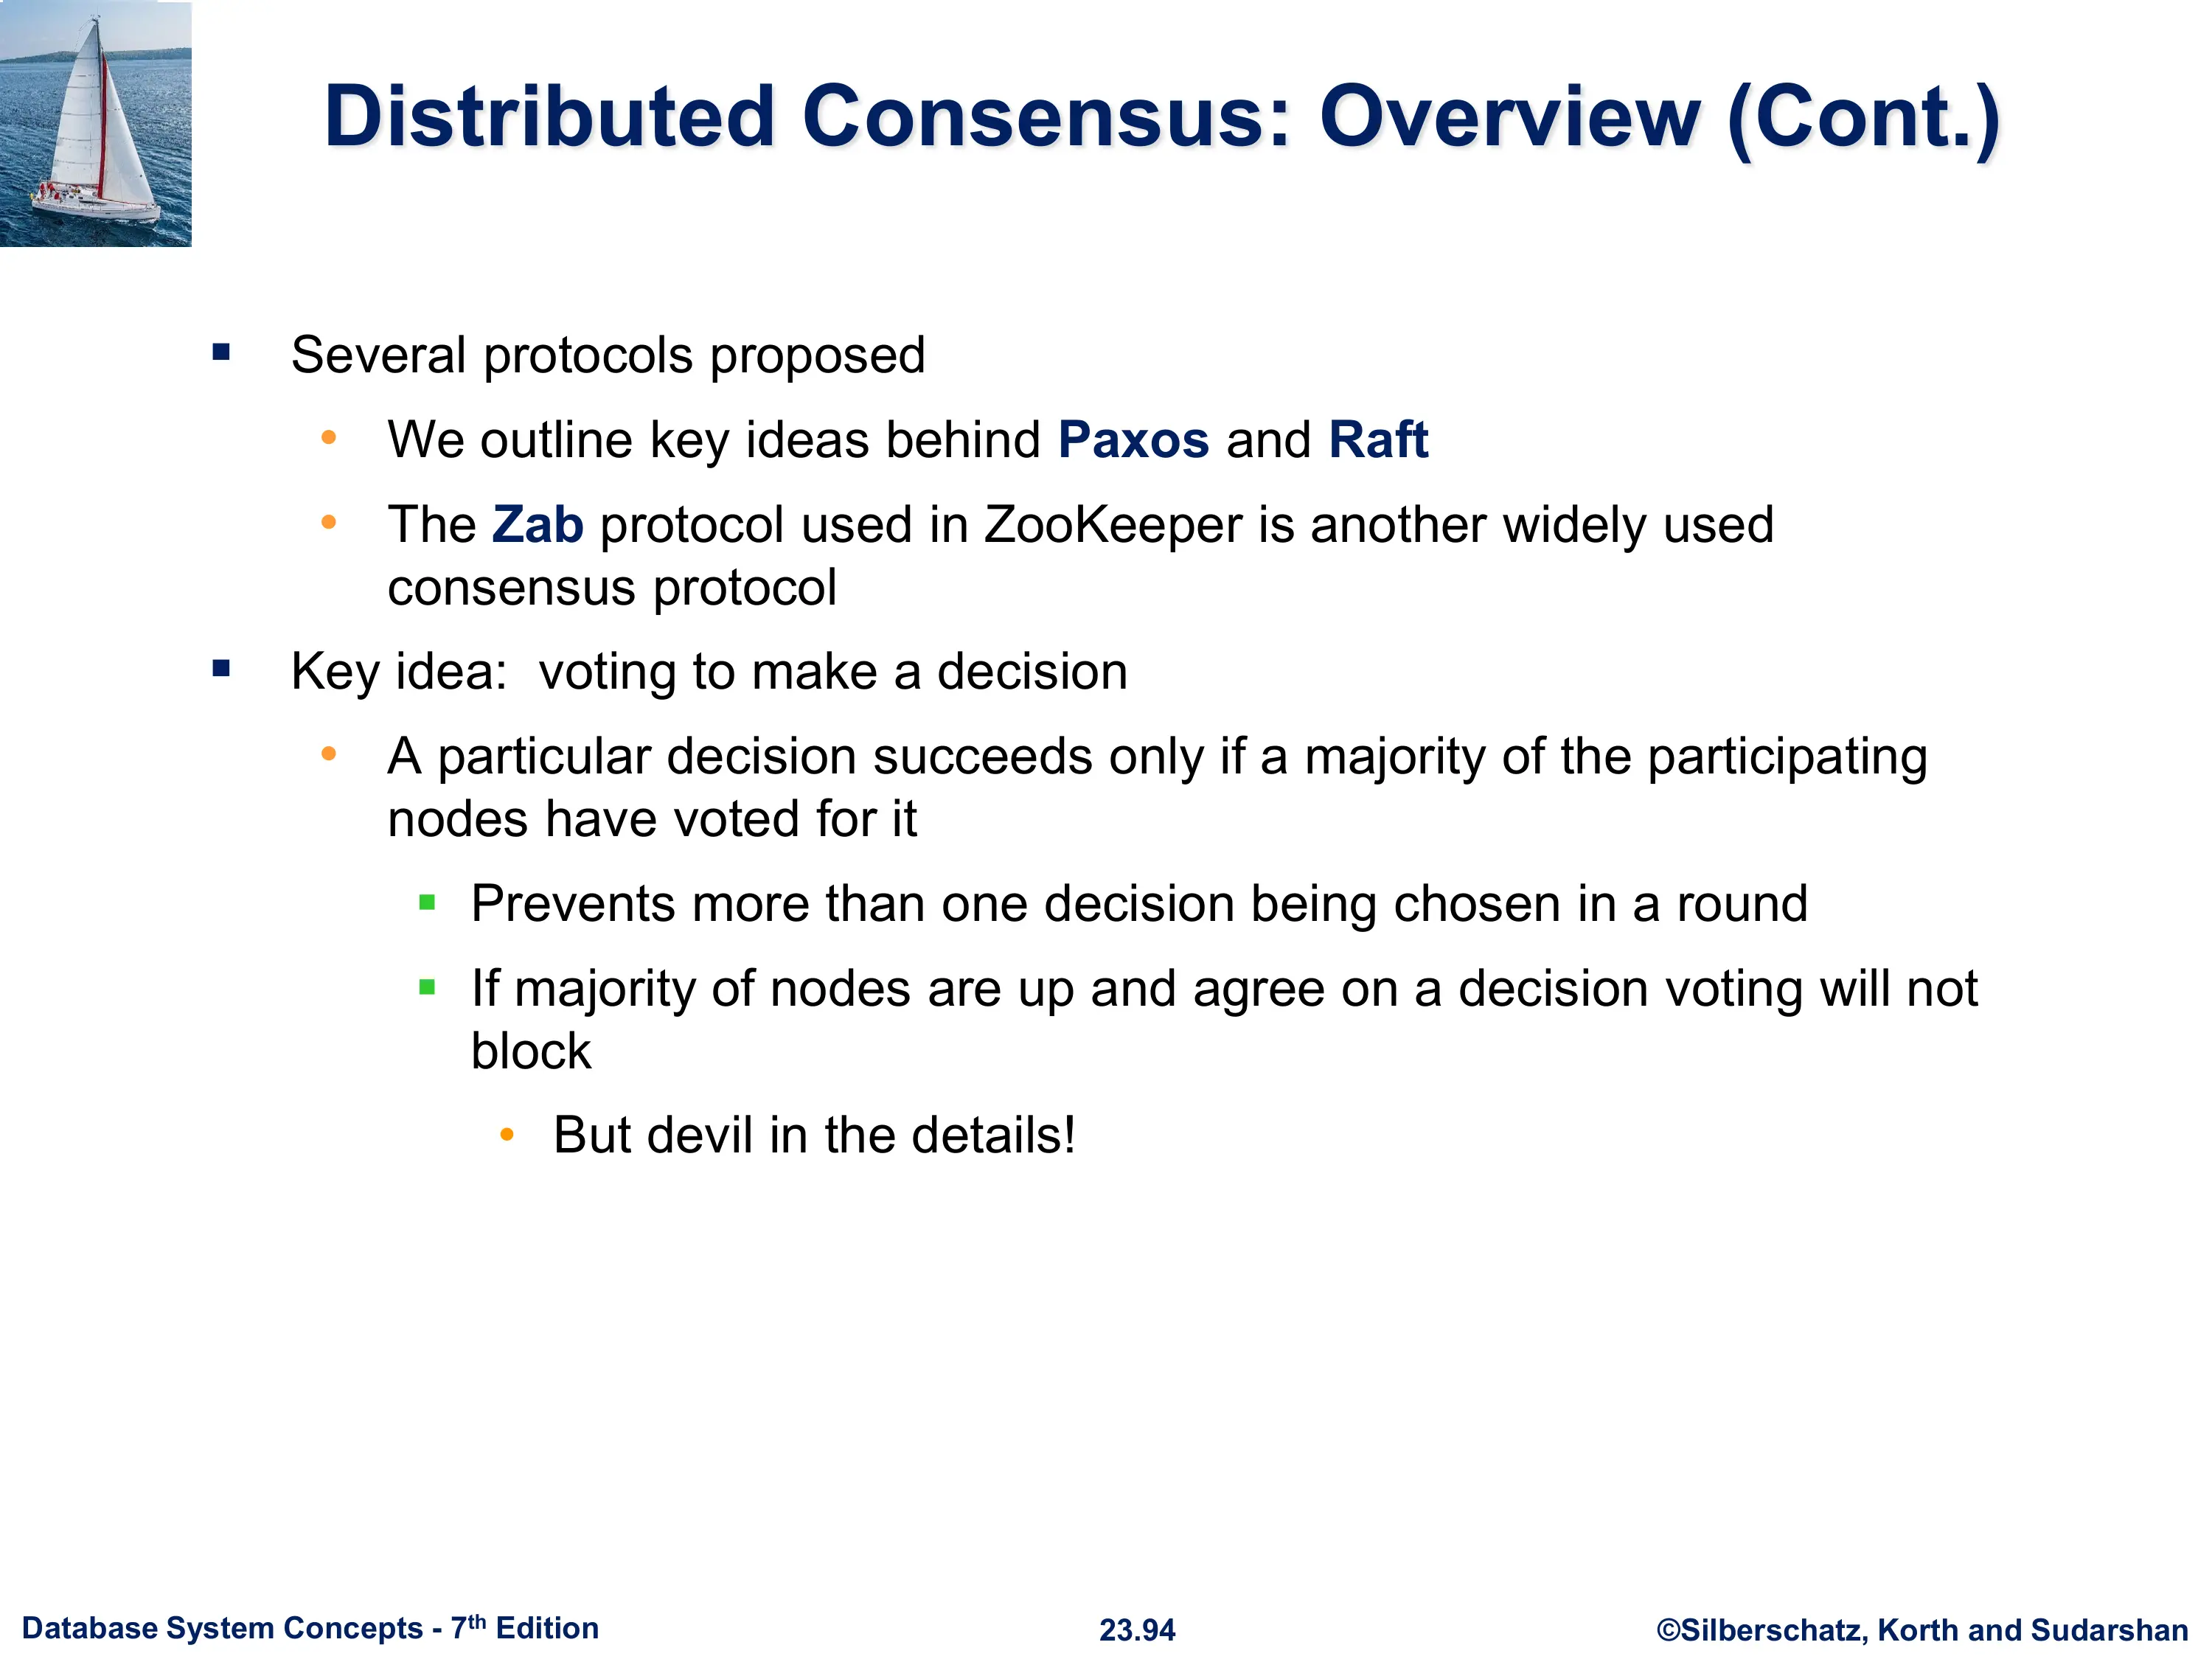 Distributed Consensus: Overview (Cont.)
▪ Several protocols proposed
• We outline key ideas behind Paxos and Raft
• The Zab protocol used in ZooKeeper is another widely used
consensus protocol
▪ Key idea:  voting to make a decision
• A particular decision succeeds only if a majority of the participating
nodes have voted for it
▪ Prevents more than one decision being chosen in a round
▪ If majority of nodes are up and agree on a decision voting will not
block
• But devil in the details!
Database System Concepts - 7th Edition
23.94
©Silberschatz, Korth and Sudarshan